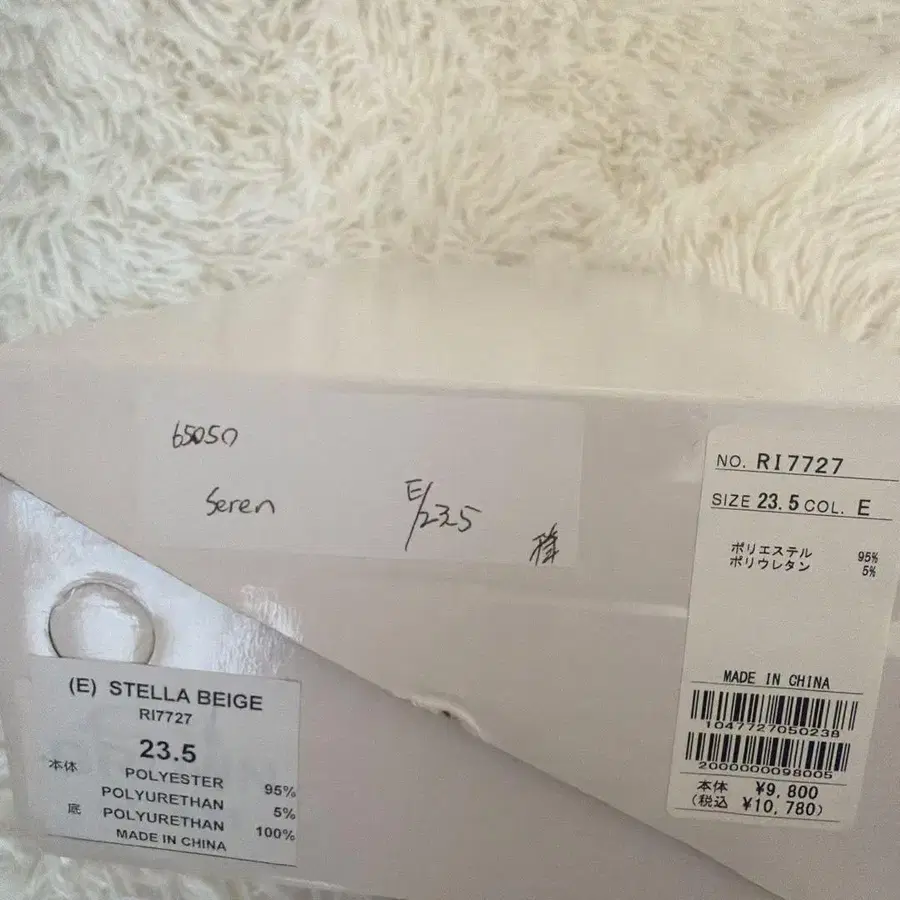 65050
Seren E/23.5
NO. RI7727
SIZE 23.5 COL. E
ポリエステル 95%
ポリウレタン 5%
MADE IN CHINA
1047727050238
2000000098005
本体 ¥9,800
(税込 ¥10,780)
(E) STELLA BEIGE
RI7727
23.5
本体 POLYESTER 95%
POLYURETHAN 5%
底 POLYURETHAN 100%
MADE IN CHINA